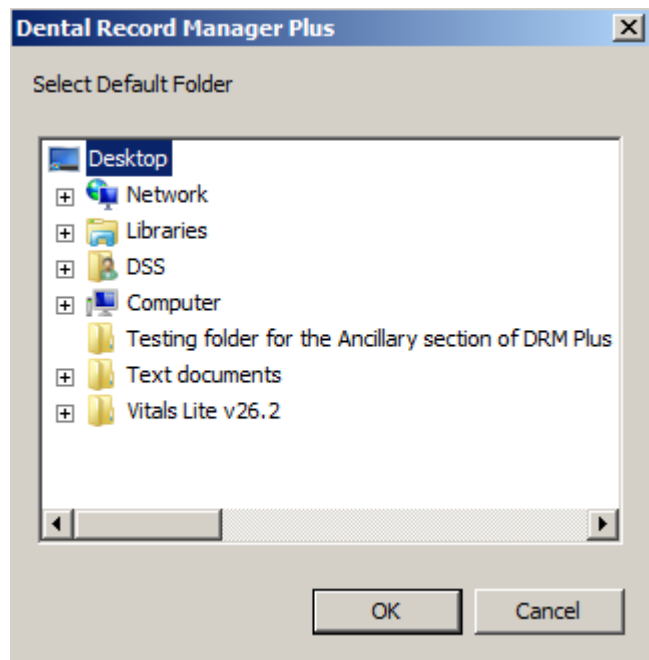 Dental Record Manager Plus
Select Default Folder
Desktop
Network
Libraries
DSS
Computer
Testing folder for the Ancillary section of DRM Plus
Text documents
Vitals Lite v26.2
OK Cancel